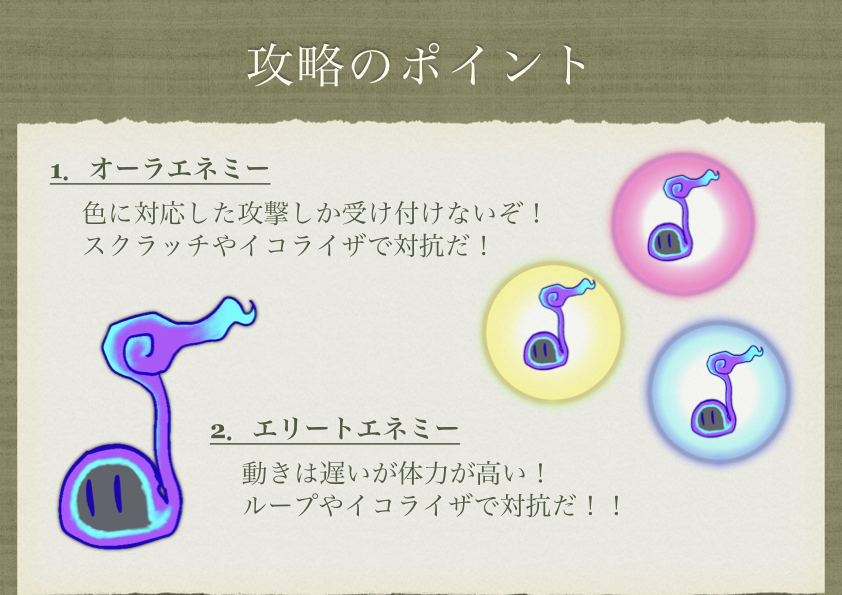 攻略のポイント
1. オーラエネミー
色に対応した攻撃しか受け付けないぞ！
スクラッチやイコライザで対抗だ！
2. エリートエネミー
動きは遅いが体力が高い！
ループやイコライザで対抗だ！！